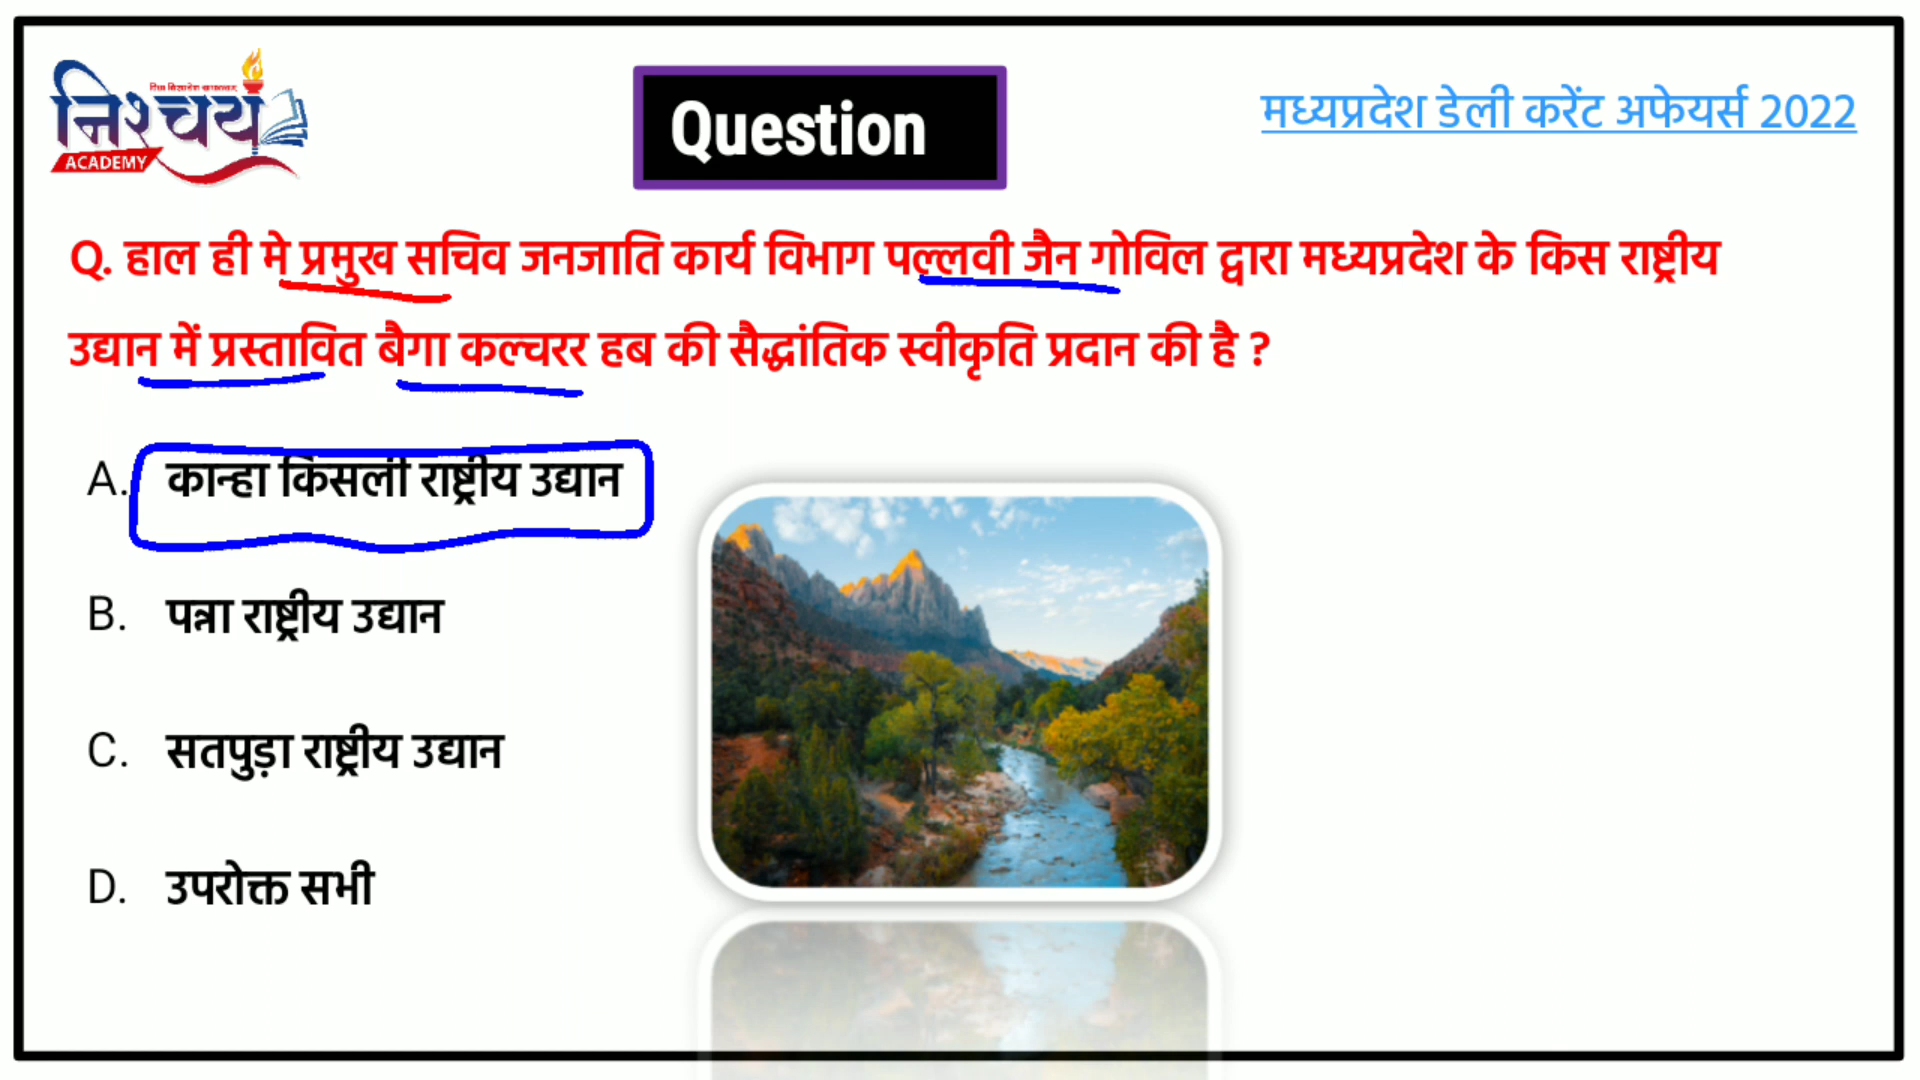 निश्चय
ACADEMY
Question
मध्यप्रदेश डेली करेंट अफेयर्स 2022
Q. हाल ही मे प्रमुख सचिव जनजाति कार्य विभाग पल्लवी जैन गोविल द्वारा मध्यप्रदेश के किस राष्ट्रीय
उद्यान में प्रस्तावित बैगा कल्चरर हब की सैद्धांतिक स्वीकृति प्रदान की है ?
A. कान्हा किसली राष्ट्रीय उद्यान
B. पन्ना राष्ट्रीय उद्यान
C. सतपुड़ा राष्ट्रीय उद्यान
D. उपरोक्त सभी